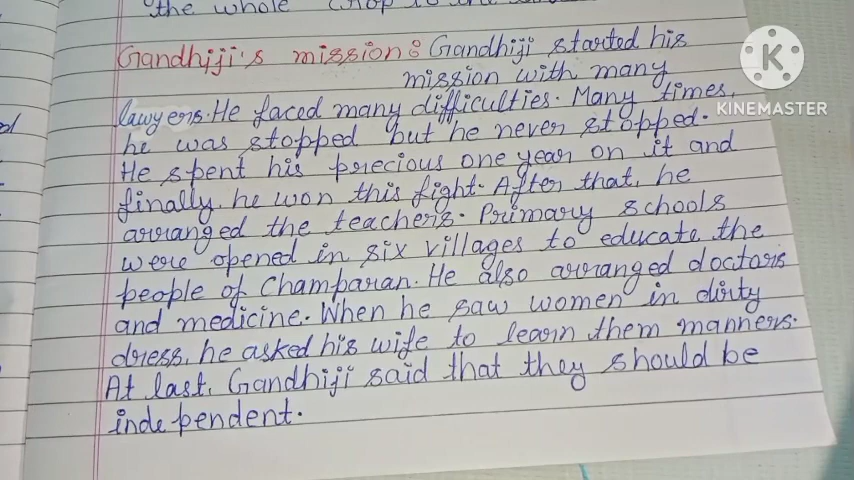 the whole
Gandhiji's mission: Gandhiji started his
mission with many
lawyers. He faced many difficulties. Many times,
he was stopped but he never stopped.
He spent his precious one year on it and
finally, he won this fight. After that, he
arranged the teachers. Primary schools
were opened in six villages to educate the
people of Champaran. He also arranged doctors
and medicine. When he saw women in dirty
dress, he asked his wife to learn them manners.
At last, Gandhiji said that they should be
independent.
K
KINEMASTER